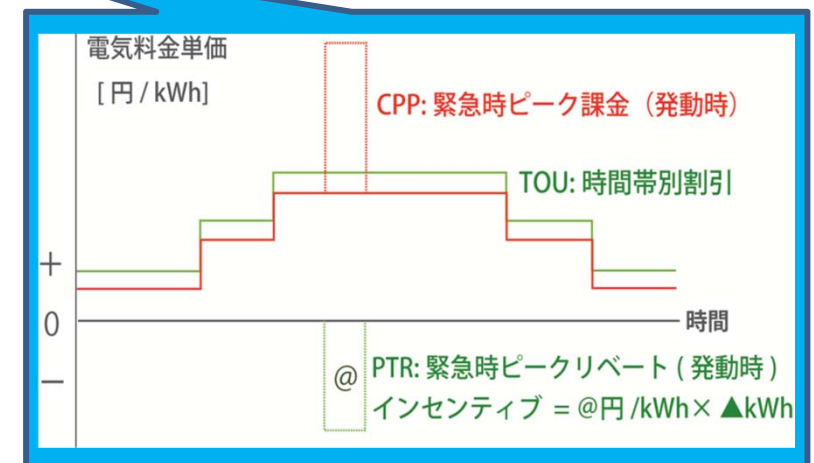 電気料金単価
[ 円 / kWh]
CPP: 緊急時ピーク課金（発動時）
TOU: 時間帯別割引
＋
0
時間
－
@
PTR: 緊急時ピークリベート ( 発動時 )
インセンティブ = @円 /kWh× ▲kWh